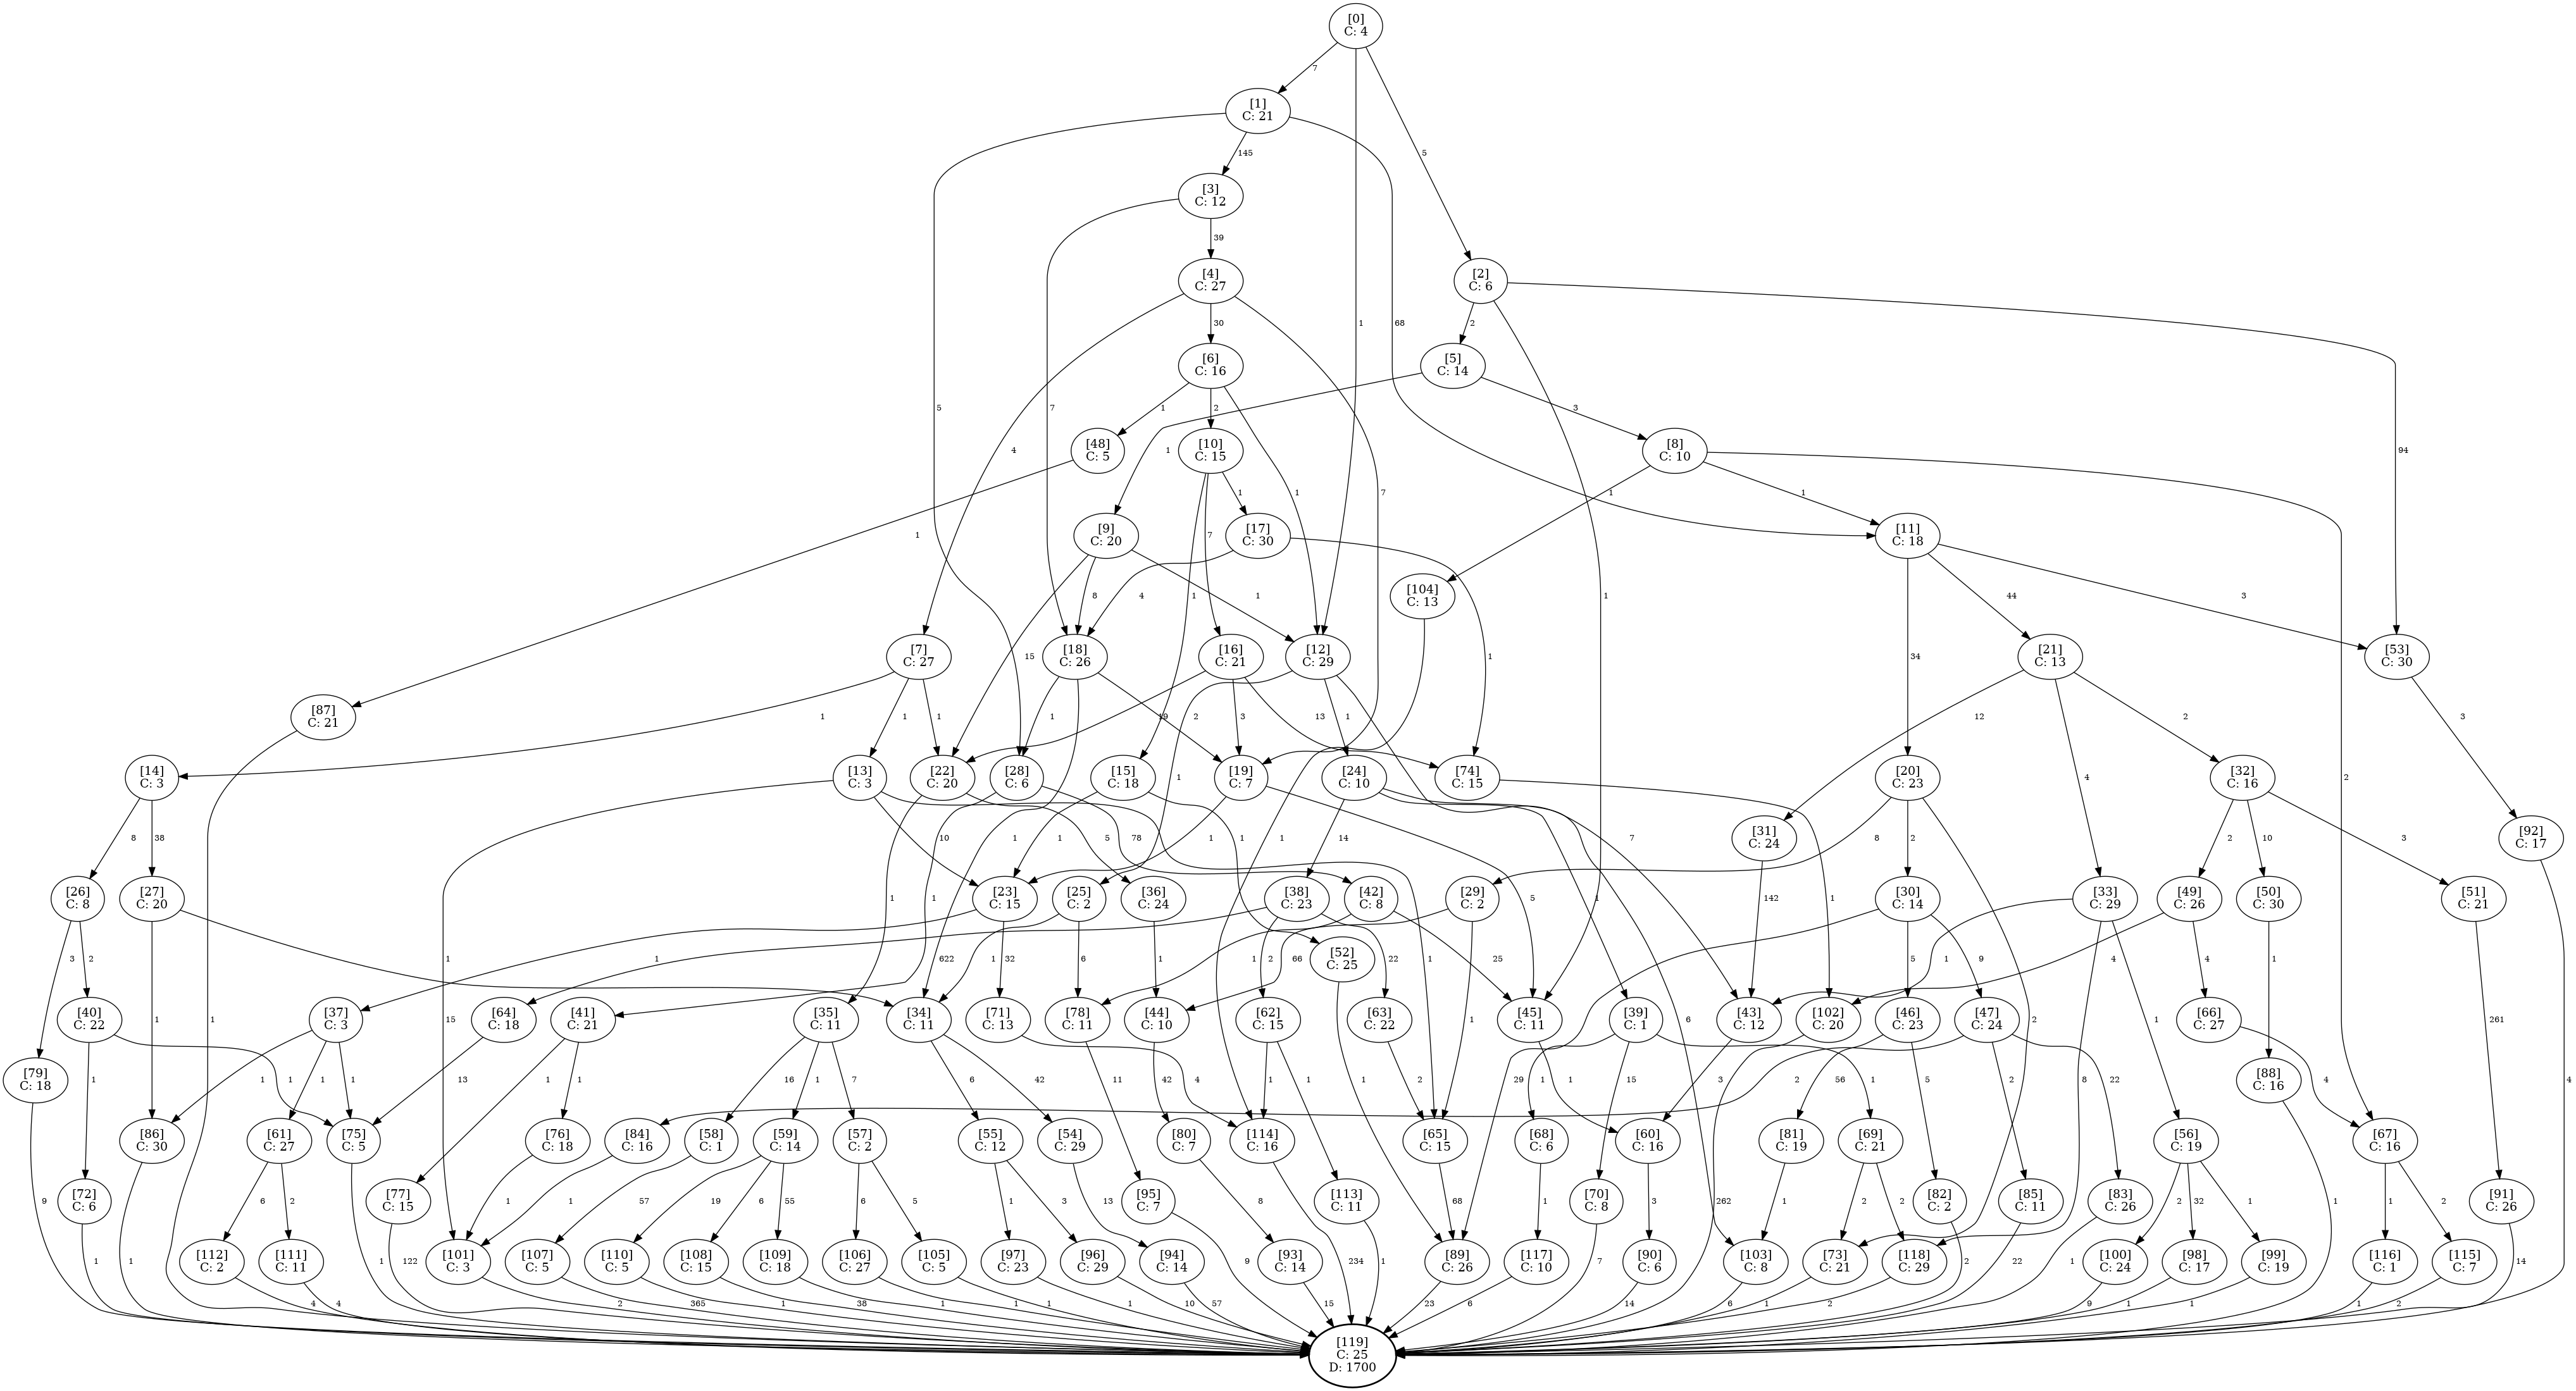 [0]
C: 4
7
1
5
[1]
C: 21
145
5
68
[3]
C: 12
39
7
[4]
C: 27
[2]
C: 6
30
4
7
2
1
94
[6]
C: 16
[5]
C: 14
1
2
1
1
3
[48]
C: 5
[10]
C: 15
[8]
C: 10
1
1
7
1
1
1
2
[9]
C: 20
[17]
C: 30
[11]
C: 18
8
15
1
4
1
34
44
3
[104]
C: 13
[7]
C: 27
[18]
C: 26
[16]
C: 21
[12]
C: 29
[21]
C: 13
[53]
C: 30
[87]
C: 21
1
1
1
1
1
19
3
13
2
1
1
12
4
2
3
[14]
C: 3
[13]
C: 3
[22]
C: 20
[28]
C: 6
[15]
C: 18
[19]
C: 7
[24]
C: 10
[74]
C: 15
[20]
C: 23
[32]
C: 16
[31]
C: 24
[92]
C: 17
8
38
10
5
10
78
1
1
1
5
14
1
7
1
8
2
2
142
2
10
3
4
[26]
C: 8
[27]
C: 20
[23]
C: 15
[25]
C: 2
[36]
C: 24
[38]
C: 23
[42]
C: 8
[29]
C: 2
[30]
C: 14
[33]
C: 29
[49]
C: 26
[50]
C: 30
[51]
C: 21
[52]
C: 25
3
2
1
1
15
1
1
1
622
32
1
6
1
1
66
2
22
25
1
1
6
29
5
9
1
1
8
4
4
1
261
[40]
C: 22
[37]
C: 3
[64]
C: 18
[41]
C: 21
[35]
C: 11
[34]
C: 11
[71]
C: 13
[78]
C: 11
[44]
C: 10
[62]
C: 15
[63]
C: 22
[45]
C: 11
[39]
C: 1
[43]
C: 12
[102]
C: 20
[46]
C: 23
[47]
C: 24
[66]
C: 27
[79]
C: 18
[88]
C: 16
1
1
1
1
1
13
1
1
16
1
7
6
42
4
11
42
1
1
2
1
1
15
1
3
2
56
5
2
22
4
[86]
C: 30
[61]
C: 27
[75]
C: 5
[76]
C: 18
[84]
C: 16
[58]
C: 1
[59]
C: 14
[57]
C: 2
[55]
C: 12
[54]
C: 29
[80]
C: 7
[114]
C: 16
[65]
C: 15
[68]
C: 6
[60]
C: 16
[81]
C: 19
[69]
C: 21
[56]
C: 19
[67]
C: 16
[72]
C: 6
[77]
C: 15
[95]
C: 7
[113]
C: 11
[70]
C: 8
[82]
C: 2
[85]
C: 11
[83]
C: 26
[91]
C: 26
9
6
2
1
1
57
19
6
55
6
5
1
3
13
8
68
1
3
262
1
2
2
2
32
1
1
2
1
[112]
C: 2
[111]
C: 11
[101]
C: 3
[107]
C: 5
[110]
C: 5
[108]
C: 15
[109]
C: 18
[106]
C: 27
[105]
C: 5
[97]
C: 23
[96]
C: 29
[94]
C: 14
[93]
C: 14
[89]
C: 26
[117]
C: 10
[90]
C: 6
[103]
C: 8
[73]
C: 21
[118]
C: 29
[100]
C: 24
[98]
C: 17
[99]
C: 19
[116]
C: 1
[115]
C: 7
1
1
4
4
1
122
2
365
1
38
1
1
1
1
10
57
9
15
234
1
23
6
7
14
6
1
2
2
22
1
9
1
1
1
2
14
[119]
C: 25
D: 1700